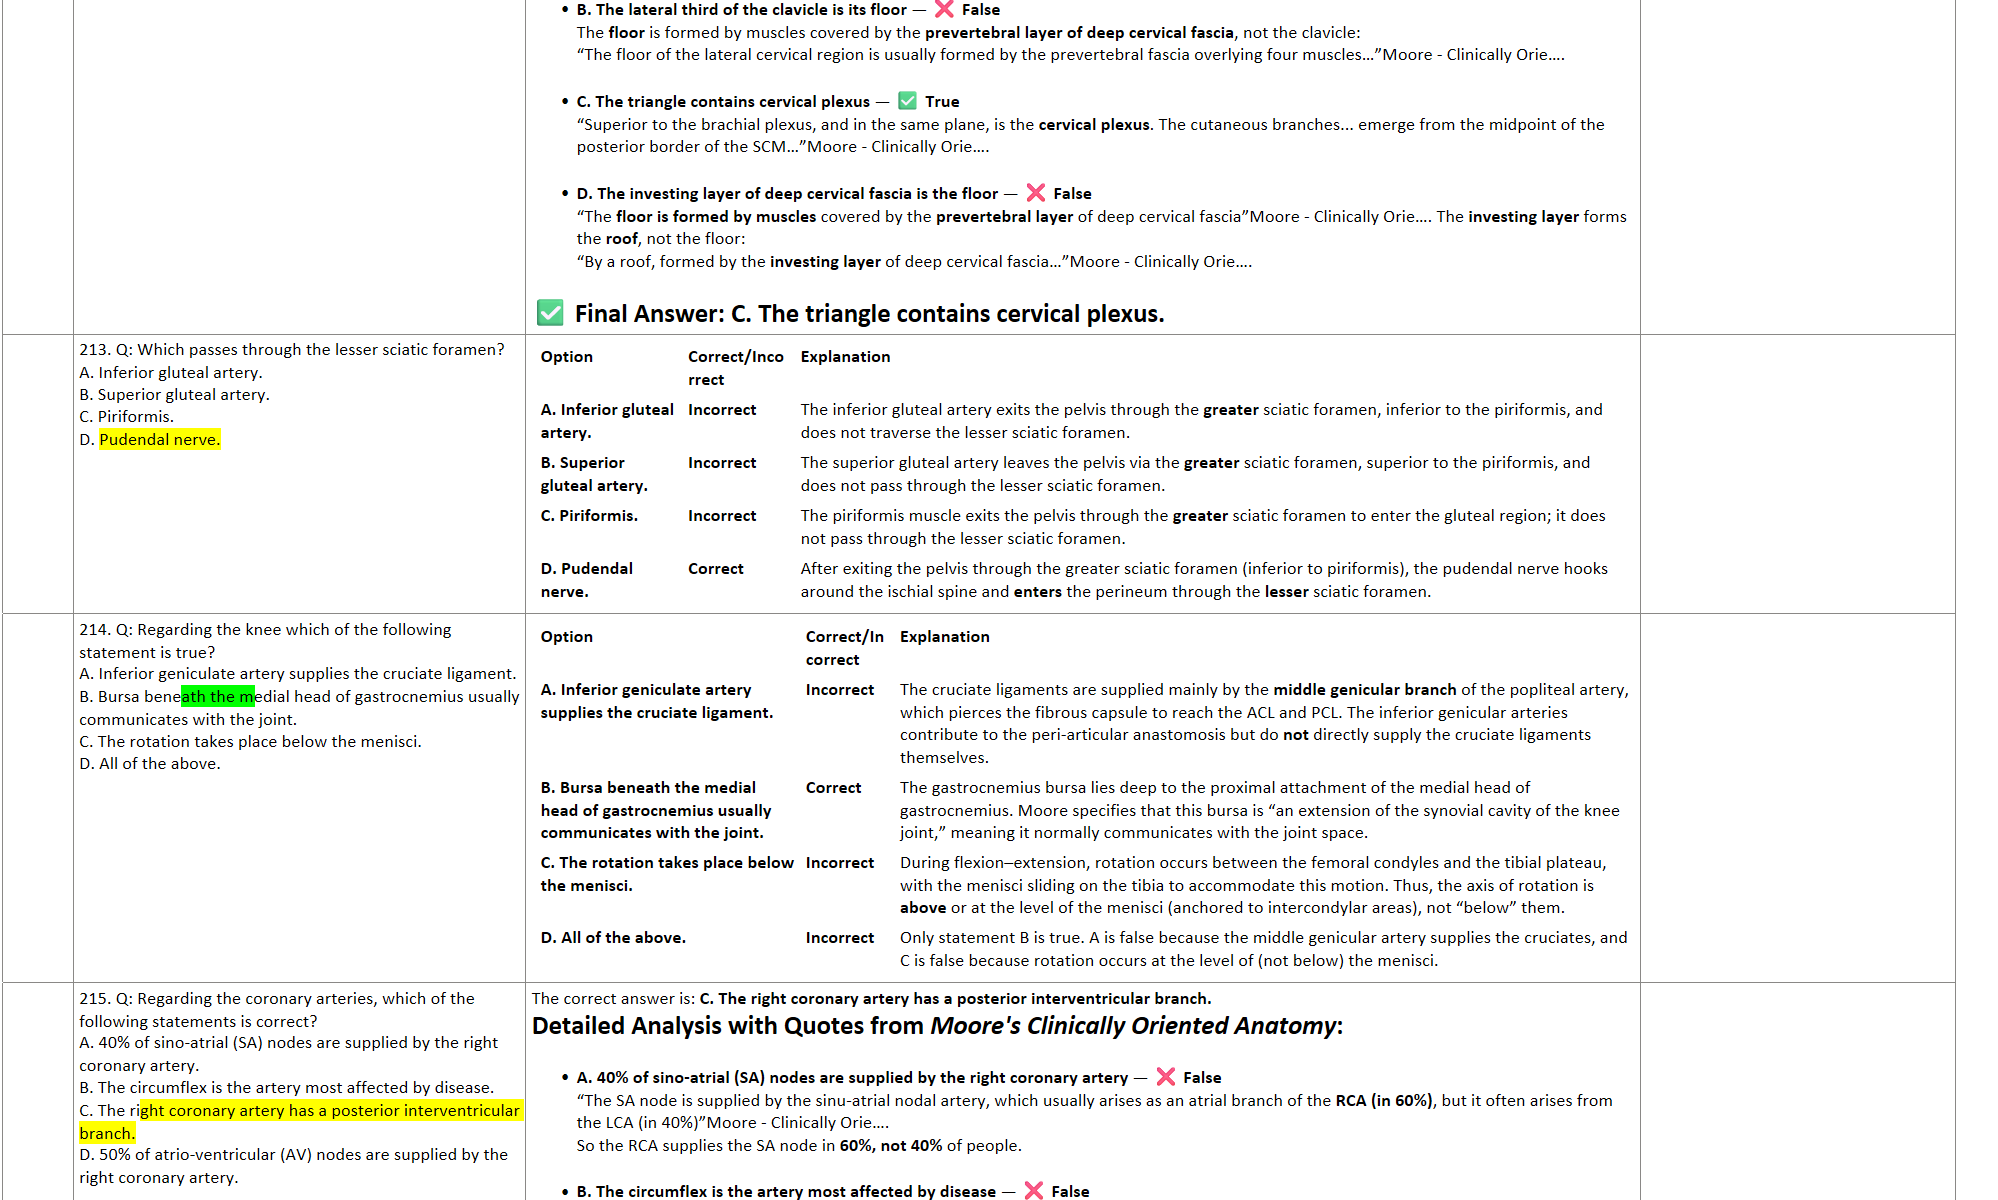 • B. The lateral third of the clavicle is its floor — ❌ False
The floor is formed by muscles covered by the prevertebral layer of deep cervical fascia, not the clavicle:
“The floor of the lateral cervical region is usually formed by the prevertebral fascia overlying four muscles…”Moore - Clinically Orie….
• C. The triangle contains cervical plexus — ✅ True
“Superior to the brachial plexus, and in the same plane, is the cervical plexus. The cutaneous branches... emerge from the midpoint of the
posterior border of the SCM…”Moore - Clinically Orie….
• D. The investing layer of deep cervical fascia is the floor — ❌ False
“The floor is formed by muscles covered by the prevertebral layer of deep cervical fascia”Moore - Clinically Orie…. The investing layer forms
the roof, not the floor:
“By a roof, formed by the investing layer of deep cervical fascia…”Moore - Clinically Orie….
✅ Final Answer: C. The triangle contains cervical plexus.
213. Q: Which passes through the lesser sciatic foramen?
A. Inferior gluteal artery.
B. Superior gluteal artery.
C. Piriformis.
D. Pudendal nerve.
Option Correct/Inco Explanation
rrect
A. Inferior gluteal Incorrect The inferior gluteal artery exits the pelvis through the greater sciatic foramen, inferior to the piriformis, and
artery. does not traverse the lesser sciatic foramen.
B. Superior Incorrect The superior gluteal artery leaves the pelvis via the greater sciatic foramen, superior to the piriformis, and
gluteal artery. does not pass through the lesser sciatic foramen.
C. Piriformis. Incorrect The piriformis muscle exits the pelvis through the greater sciatic foramen to enter the gluteal region; it does
not pass through the lesser sciatic foramen.
D. Pudendal Correct After exiting the pelvis through the greater sciatic foramen (inferior to piriformis), the pudendal nerve hooks
nerve. around the ischial spine and enters the perineum through the lesser sciatic foramen.
214. Q: Regarding the knee which of the following
statement is true?
A. Inferior geniculate artery supplies the cruciate ligament.
B. Bursa beneath the medial head of gastrocnemius usually
communicates with the joint.
C. The rotation takes place below the menisci.
D. All of the above.
Option Correct/In Explanation
correct
A. Inferior geniculate artery Incorrect The cruciate ligaments are supplied mainly by the middle genicular branch of the popliteal artery,
supplies the cruciate ligament. which pierces the fibrous capsule to reach the ACL and PCL. The inferior genicular arteries
contribute to the peri-articular anastomosis but do not directly supply the cruciate ligaments
themselves.
B. Bursa beneath the medial Correct The gastrocnemius bursa lies deep to the proximal attachment of the medial head of
head of gastrocnemius usually gastrocnemius. Moore specifies that this bursa is “an extension of the synovial cavity of the knee
communicates with the joint. joint,” meaning it normally communicates with the joint space.
C. The rotation takes place below Incorrect During flexion–extension, rotation occurs between the femoral condyles and the tibial plateau,
the menisci. with the menisci sliding on the tibia to accommodate this motion. Thus, the axis of rotation is
above or at the level of the menisci (anchored to intercondylar areas), not “below” them.
D. All of the above. Incorrect Only statement B is true. A is false because the middle genicular artery supplies the cruciates, and
C is false because rotation occurs at the level of (not below) the menisci.
215. Q: Regarding the coronary arteries, which of the
following statements is correct?
A. 40% of sino-atrial (SA) nodes are supplied by the right
coronary artery.
B. The circumflex is the artery most affected by disease.
C. The right coronary artery has a posterior interventricular
branch.
D. 50% of atrio-ventricular (AV) nodes are supplied by the
right coronary artery.
The correct answer is: C. The right coronary artery has a posterior interventricular branch.
Detailed Analysis with Quotes from Moore's Clinically Oriented Anatomy:
• A. 40% of sino-atrial (SA) nodes are supplied by the right coronary artery — ❌ False
“The SA node is supplied by the sinu-atrial nodal artery, which usually arises as an atrial branch of the RCA (in 60%), but it often arises from
the LCA (in 40%)”Moore - Clinically Orie….
So the RCA supplies the SA node in 60%, not 40% of people.
• B. The circumflex is the artery most affected by disease — ❌ False